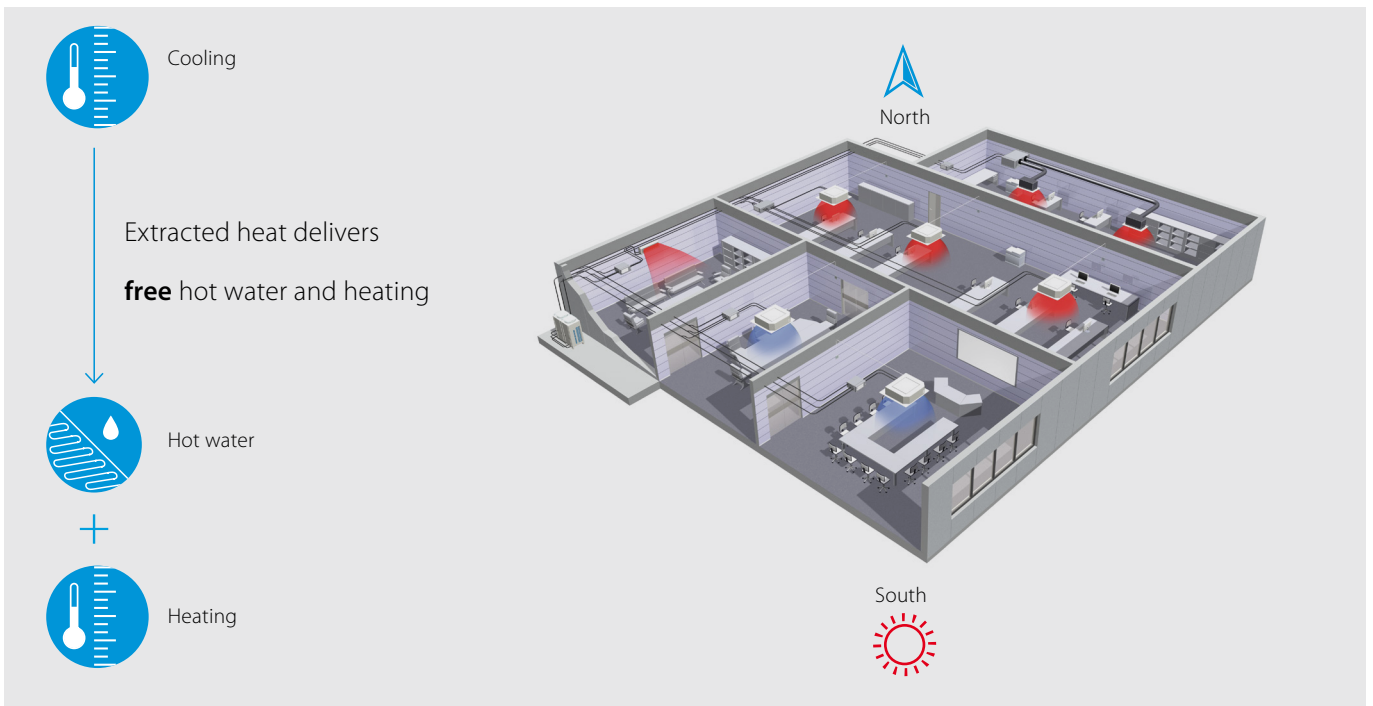 Cooling
Extracted heat delivers
free hot water and heating
Hot water
Heating
North
South